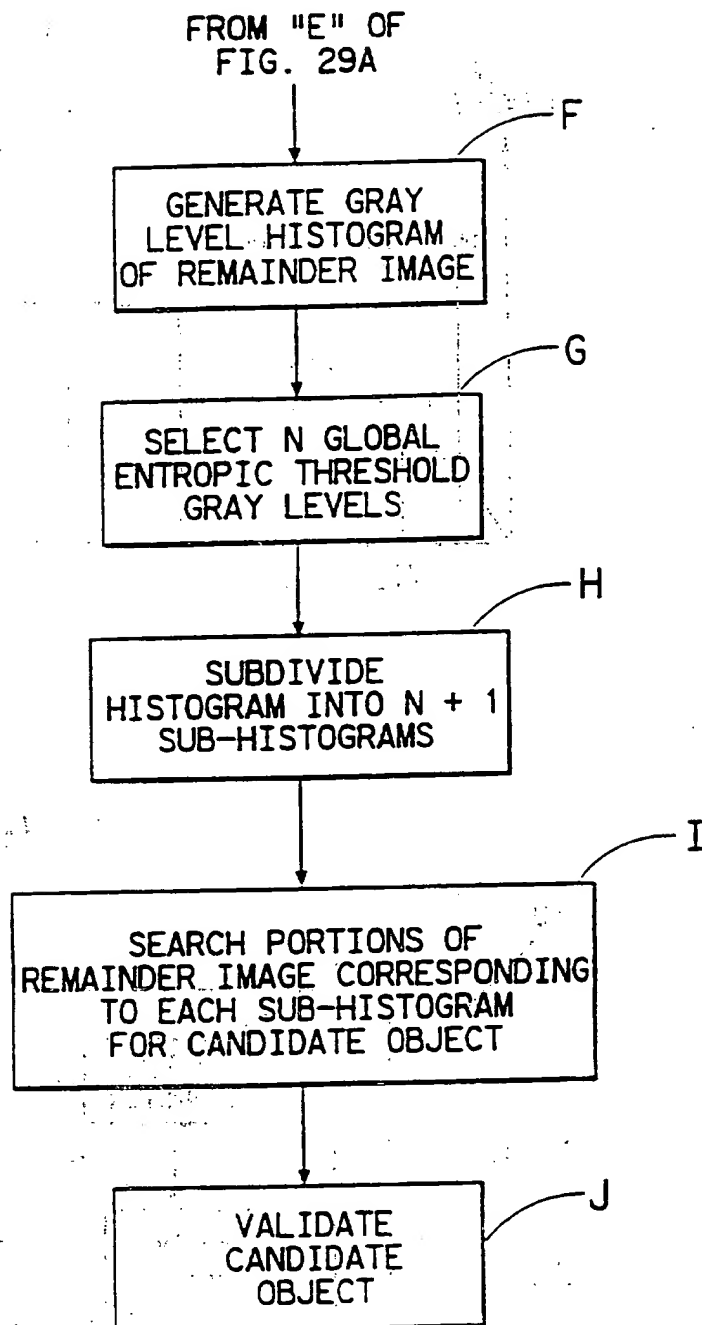 FROM "E" OF
FIG. 29A
F
GENERATE GRAY
LEVEL HISTOGRAM
OF REMAINDER IMAGE
G
SELECT N GLOBAL
ENTROPIC THRESHOLD
GRAY LEVELS
H
SUBDIVIDE
HISTOGRAM INTO N + 1
SUB-HISTOGRAMS
I
SEARCH PORTIONS OF
REMAINDER IMAGE CORRESPONDING
TO EACH SUB-HISTOGRAM
FOR CANDIDATE OBJECT
J
VALIDATE
CANDIDATE
OBJECT